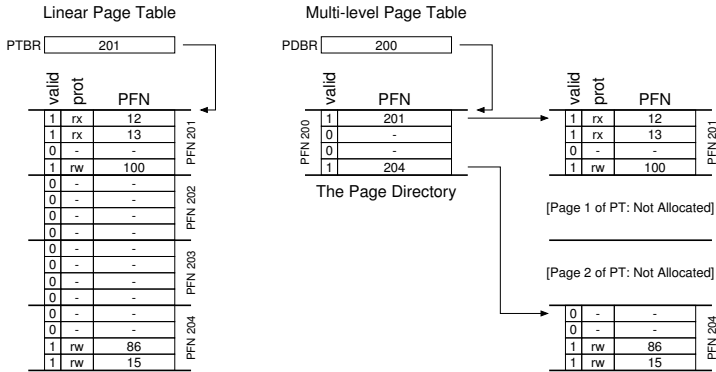 Linear Page Table
PTBR 201
valid prot PFN
1 rx 12
1 rx 13
0 - -
1 rw 100
PFN 201
0 - -
0 - -
0 - -
0 - -
PFN 202
0 - -
0 - -
0 - -
0 - -
PFN 203
0 - -
0 - -
1 rw 86
1 rw 15
PFN 204
Multi-level Page Table
PDBR 200
valid PFN
PFN 200
1 201
0 -
0 -
1 204
The Page Directory
valid prot PFN
1 rx 12
1 rx 13
0 - -
1 rw 100
PFN 201
[Page 1 of PT: Not Allocated]
[Page 2 of PT: Not Allocated]
0 - -
0 - -
1 rw 86
1 rw 15
PFN 204